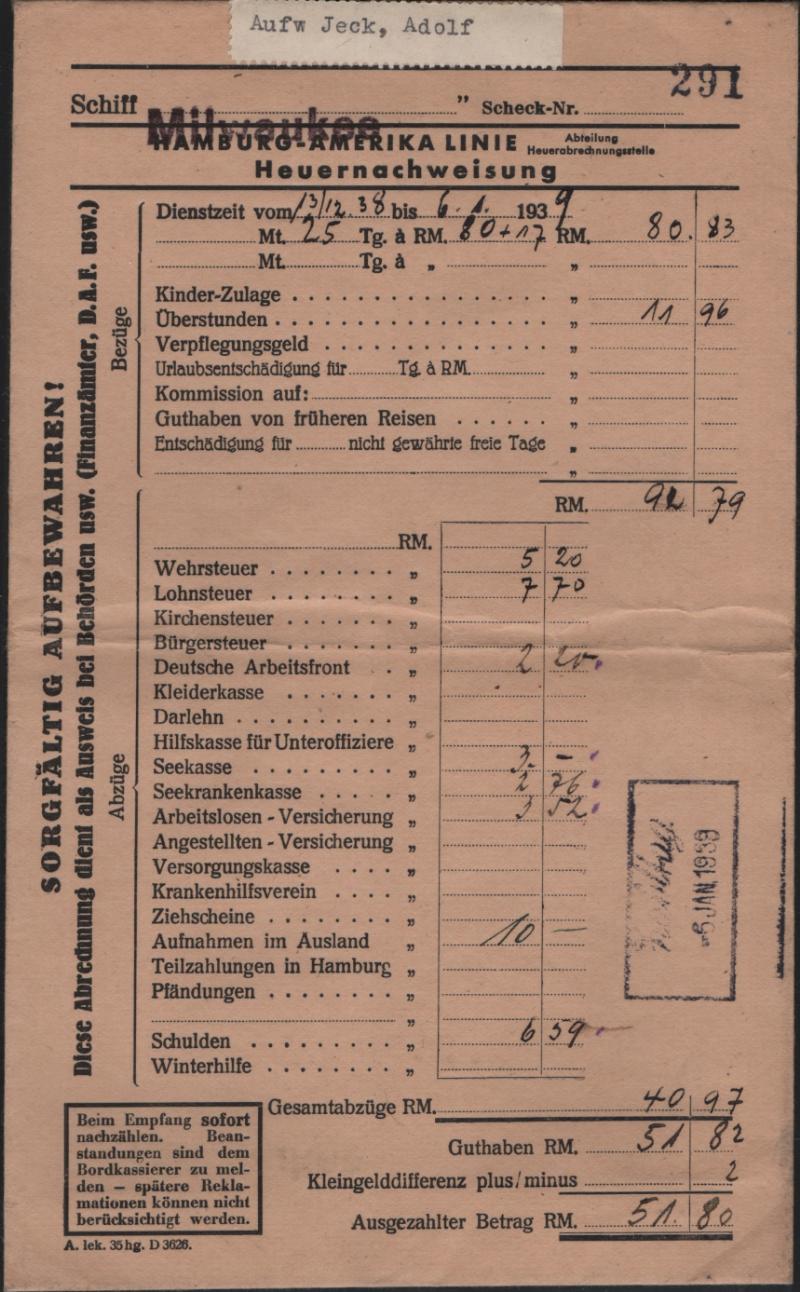 Aufw Jeck, Adolf
291
Schiff Milwaukee " Scheck-Nr.
HAMBURG-AMERIKA LINIE Abteilung Heuerabrechnungsstelle
Heuernachweisung
SORGFÄLTIG AUFBEWAHREN!
Diese Abrechnung dient als Ausweis bei Behörden usw. (Finanzämter, D.A.F. usw.)
Bezüge
Dienstzeit vom 13/12.38 bis 6.1. 1939
Mt. 25 Tg. à RM. 80+17 RM. 80.83
Mt. Tg. à „ „
Kinder-Zulage „
Überstunden „ 11 96
Verpflegungsgeld „
Urlaubsentschädigung für Tg. à RM. „
Kommission auf: „
Guthaben von früheren Reisen „
Entschädigung für nicht gewährte freie Tage „
„
RM. 92 79
Abzüge
RM.
Wehrsteuer „ 5 20
Lohnsteuer „ 7 70
Kirchensteuer „
Bürgersteuer „
Deutsche Arbeitsfront „ 2 20
Kleiderkasse „
Darlehn „
Hilfskasse für Unteroffiziere „
Seekasse „ 3. –
Seekrankenkasse „ 2 76
Arbeitslosen-Versicherung „ 3 52
Angestellten-Versicherung „
Versorgungskasse „
Krankenhilfsverein „
Ziehscheine „
Aufnahmen im Ausland „ 10 –
Teilzahlungen in Hamburg „
Pfändungen „
„
Schulden „ 6 59
Winterhilfe „
-6 JAN. 1939
Gesamtabzüge RM. 40 97
Guthaben RM. 51 82
Kleingelddifferenz plus/minus 2
Ausgezahlter Betrag RM. 51. 80
Beim Empfang sofort
nachzählen. Bean-
standungen sind dem
Bordkassierer zu mel-
den – spätere Rekla-
mationen können nicht
berücksichtigt werden.
A. lek. 35 hg. D 3626.